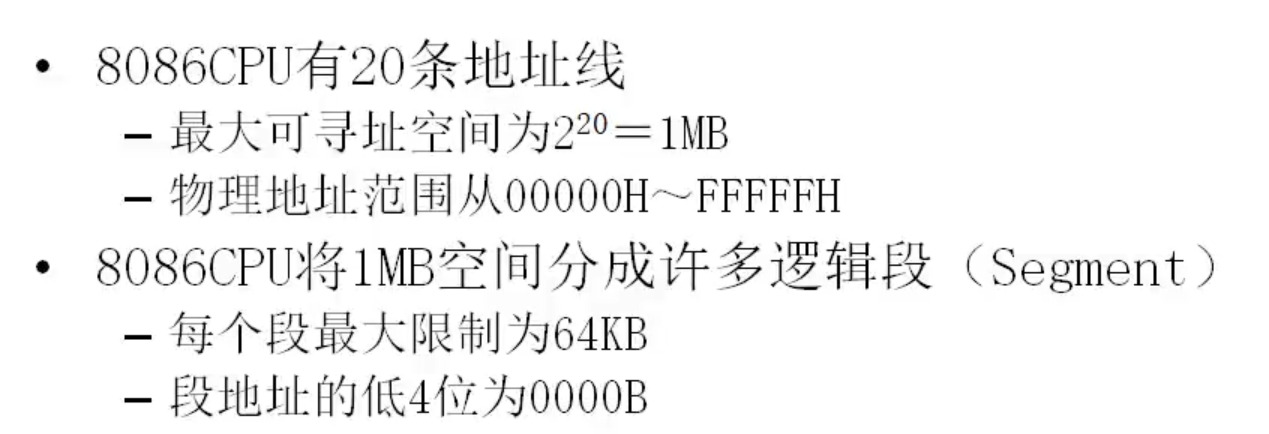 • 8086CPU有20条地址线
– 最大可寻址空间为2²⁰＝1MB
– 物理地址范围从00000H～FFFFFH
• 8086CPU将1MB空间分成许多逻辑段（Segment）
– 每个段最大限制为64KB
– 段地址的低4位为0000B